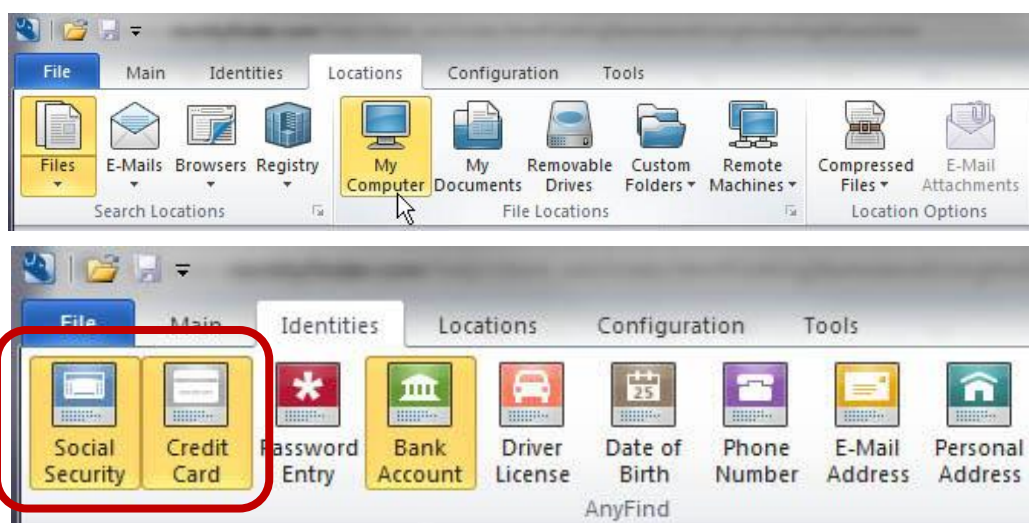 File Main Identities Locations Configuration Tools
Files E-Mails Browsers Registry My Computer My Documents Removable Drives Custom Folders Remote Machines Compressed Files E-Mail Attachments
Search Locations File Locations Location Options
File Main Identities Locations Configuration Tools
25
Social Security Credit Card Password Entry Bank Account Driver License Date of Birth Phone Number E-Mail Address Personal Address
AnyFind